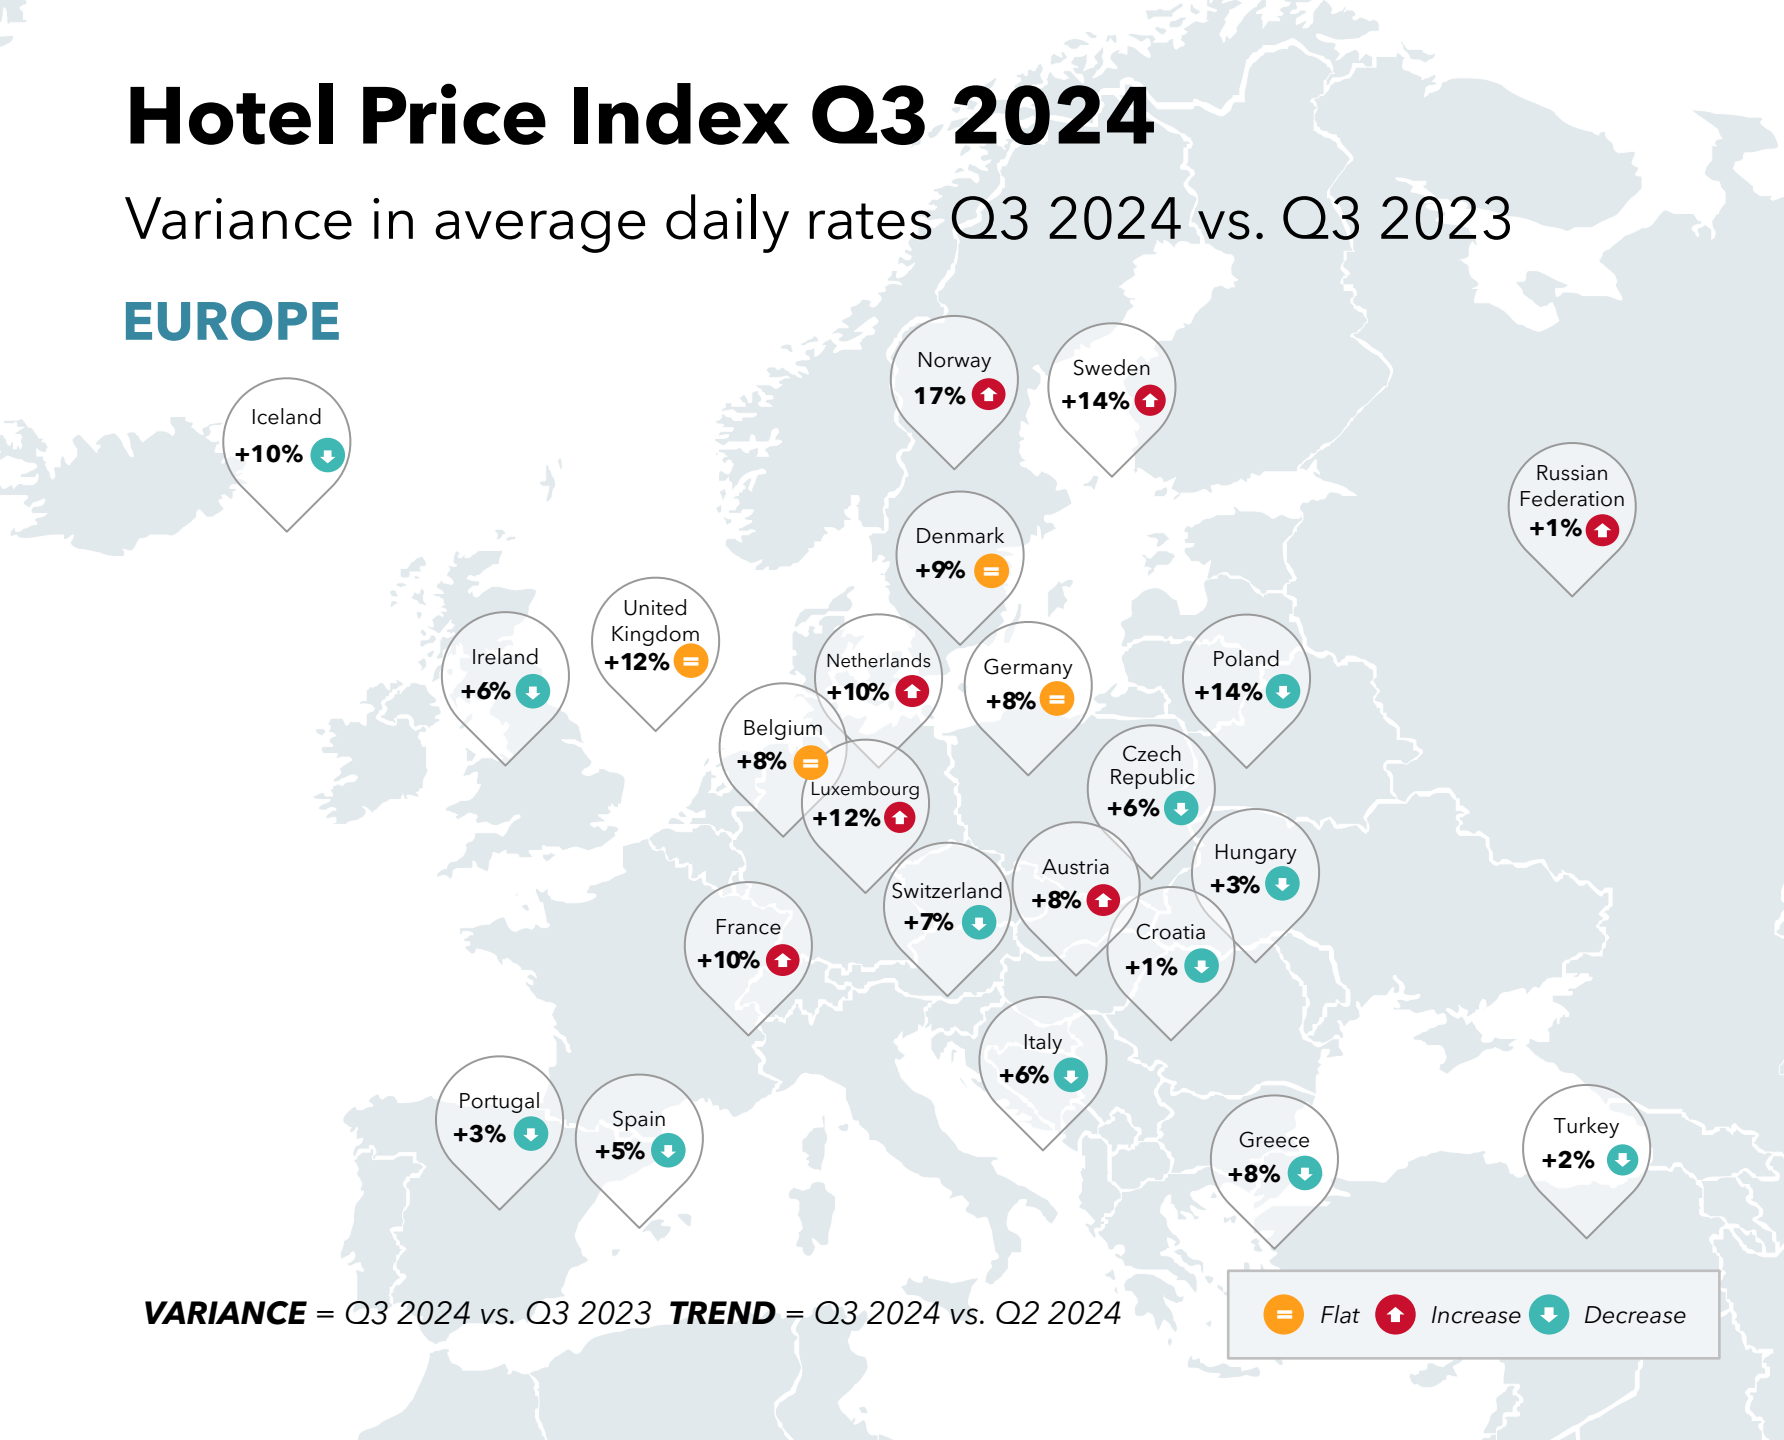 Hotel Price Index Q3 2024
Variance in average daily rates Q3 2024 vs. Q3 2023
EUROPE
Norway
17%
Sweden
+14%
Iceland
+10%
Russian
Federation
+1%
Denmark
+9%
United
Kingdom
+12%
Ireland
+6%
Netherlands
+10%
Germany
+8%
Poland
+14%
Belgium
+8%
Czech
Republic
+6%
Luxembourg
+12%
Hungary
+3%
Austria
+8%
Switzerland
+7%
France
+10%
Croatia
+1%
Italy
+6%
Portugal
+3%
Spain
+5%
Greece
+8%
Turkey
+2%
VARIANCE = Q3 2024 vs. Q3 2023 TREND = Q3 2024 vs. Q2 2024
Flat Increase Decrease